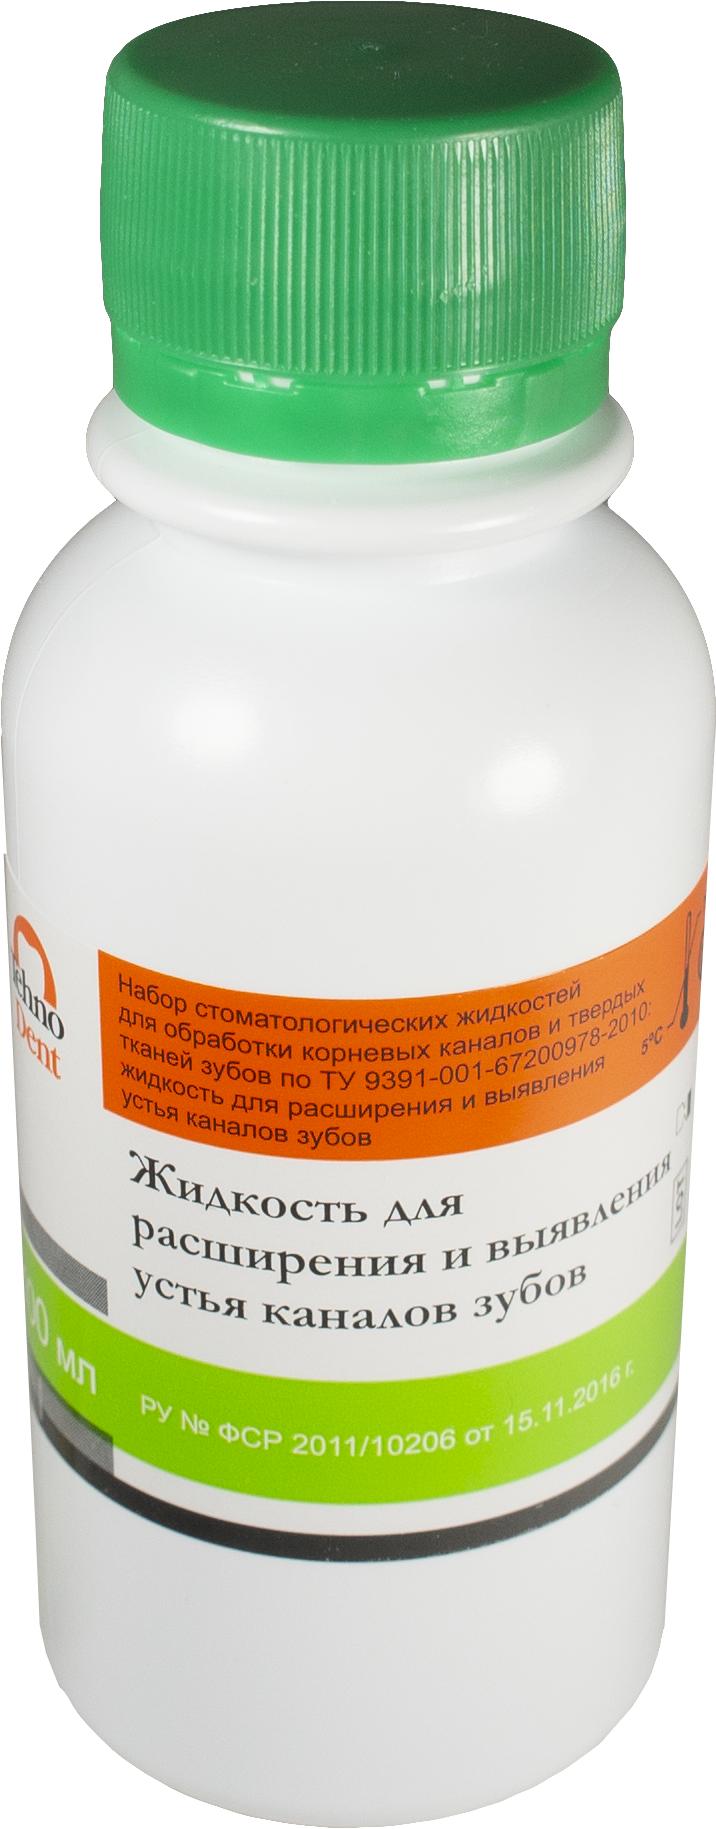 Tehno
Dent
Набор стоматологических жидкостей
для обработки корневых каналов и твердых
тканей зубов по ТУ 9391-001-67200978-2010:
жидкость для расширения и выявления
устья каналов зубов
5°C
Жидкость для
расширения и выявления
устья каналов зубов
мл
РУ № ФСР 2011/10206 от 15.11.2016 г.